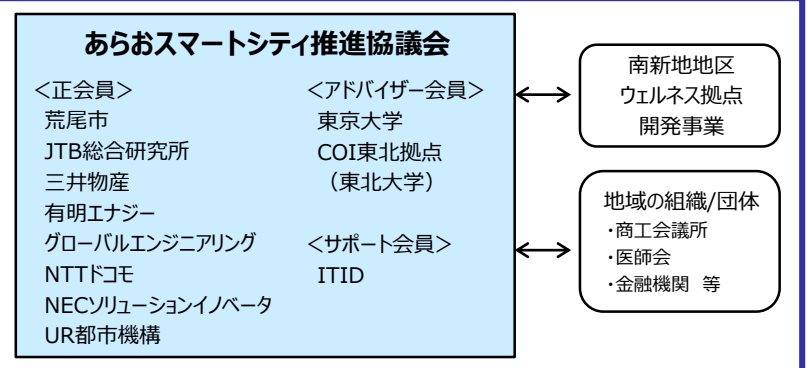 あらおスマートシティ推進協議会
＜正会員＞
荒尾市
JTB総合研究所
三井物産
有明エナジー
グローバルエンジニアリング
NTTドコモ
NECソリューションイノベータ
UR都市機構
＜アドバイザー会員＞
東京大学
COI東北拠点
（東北大学）
＜サポート会員＞
ITID
南新地地区
ウェルネス拠点
開発事業
地域の組織/団体
・商工会議所
・医師会
・金融機関 等